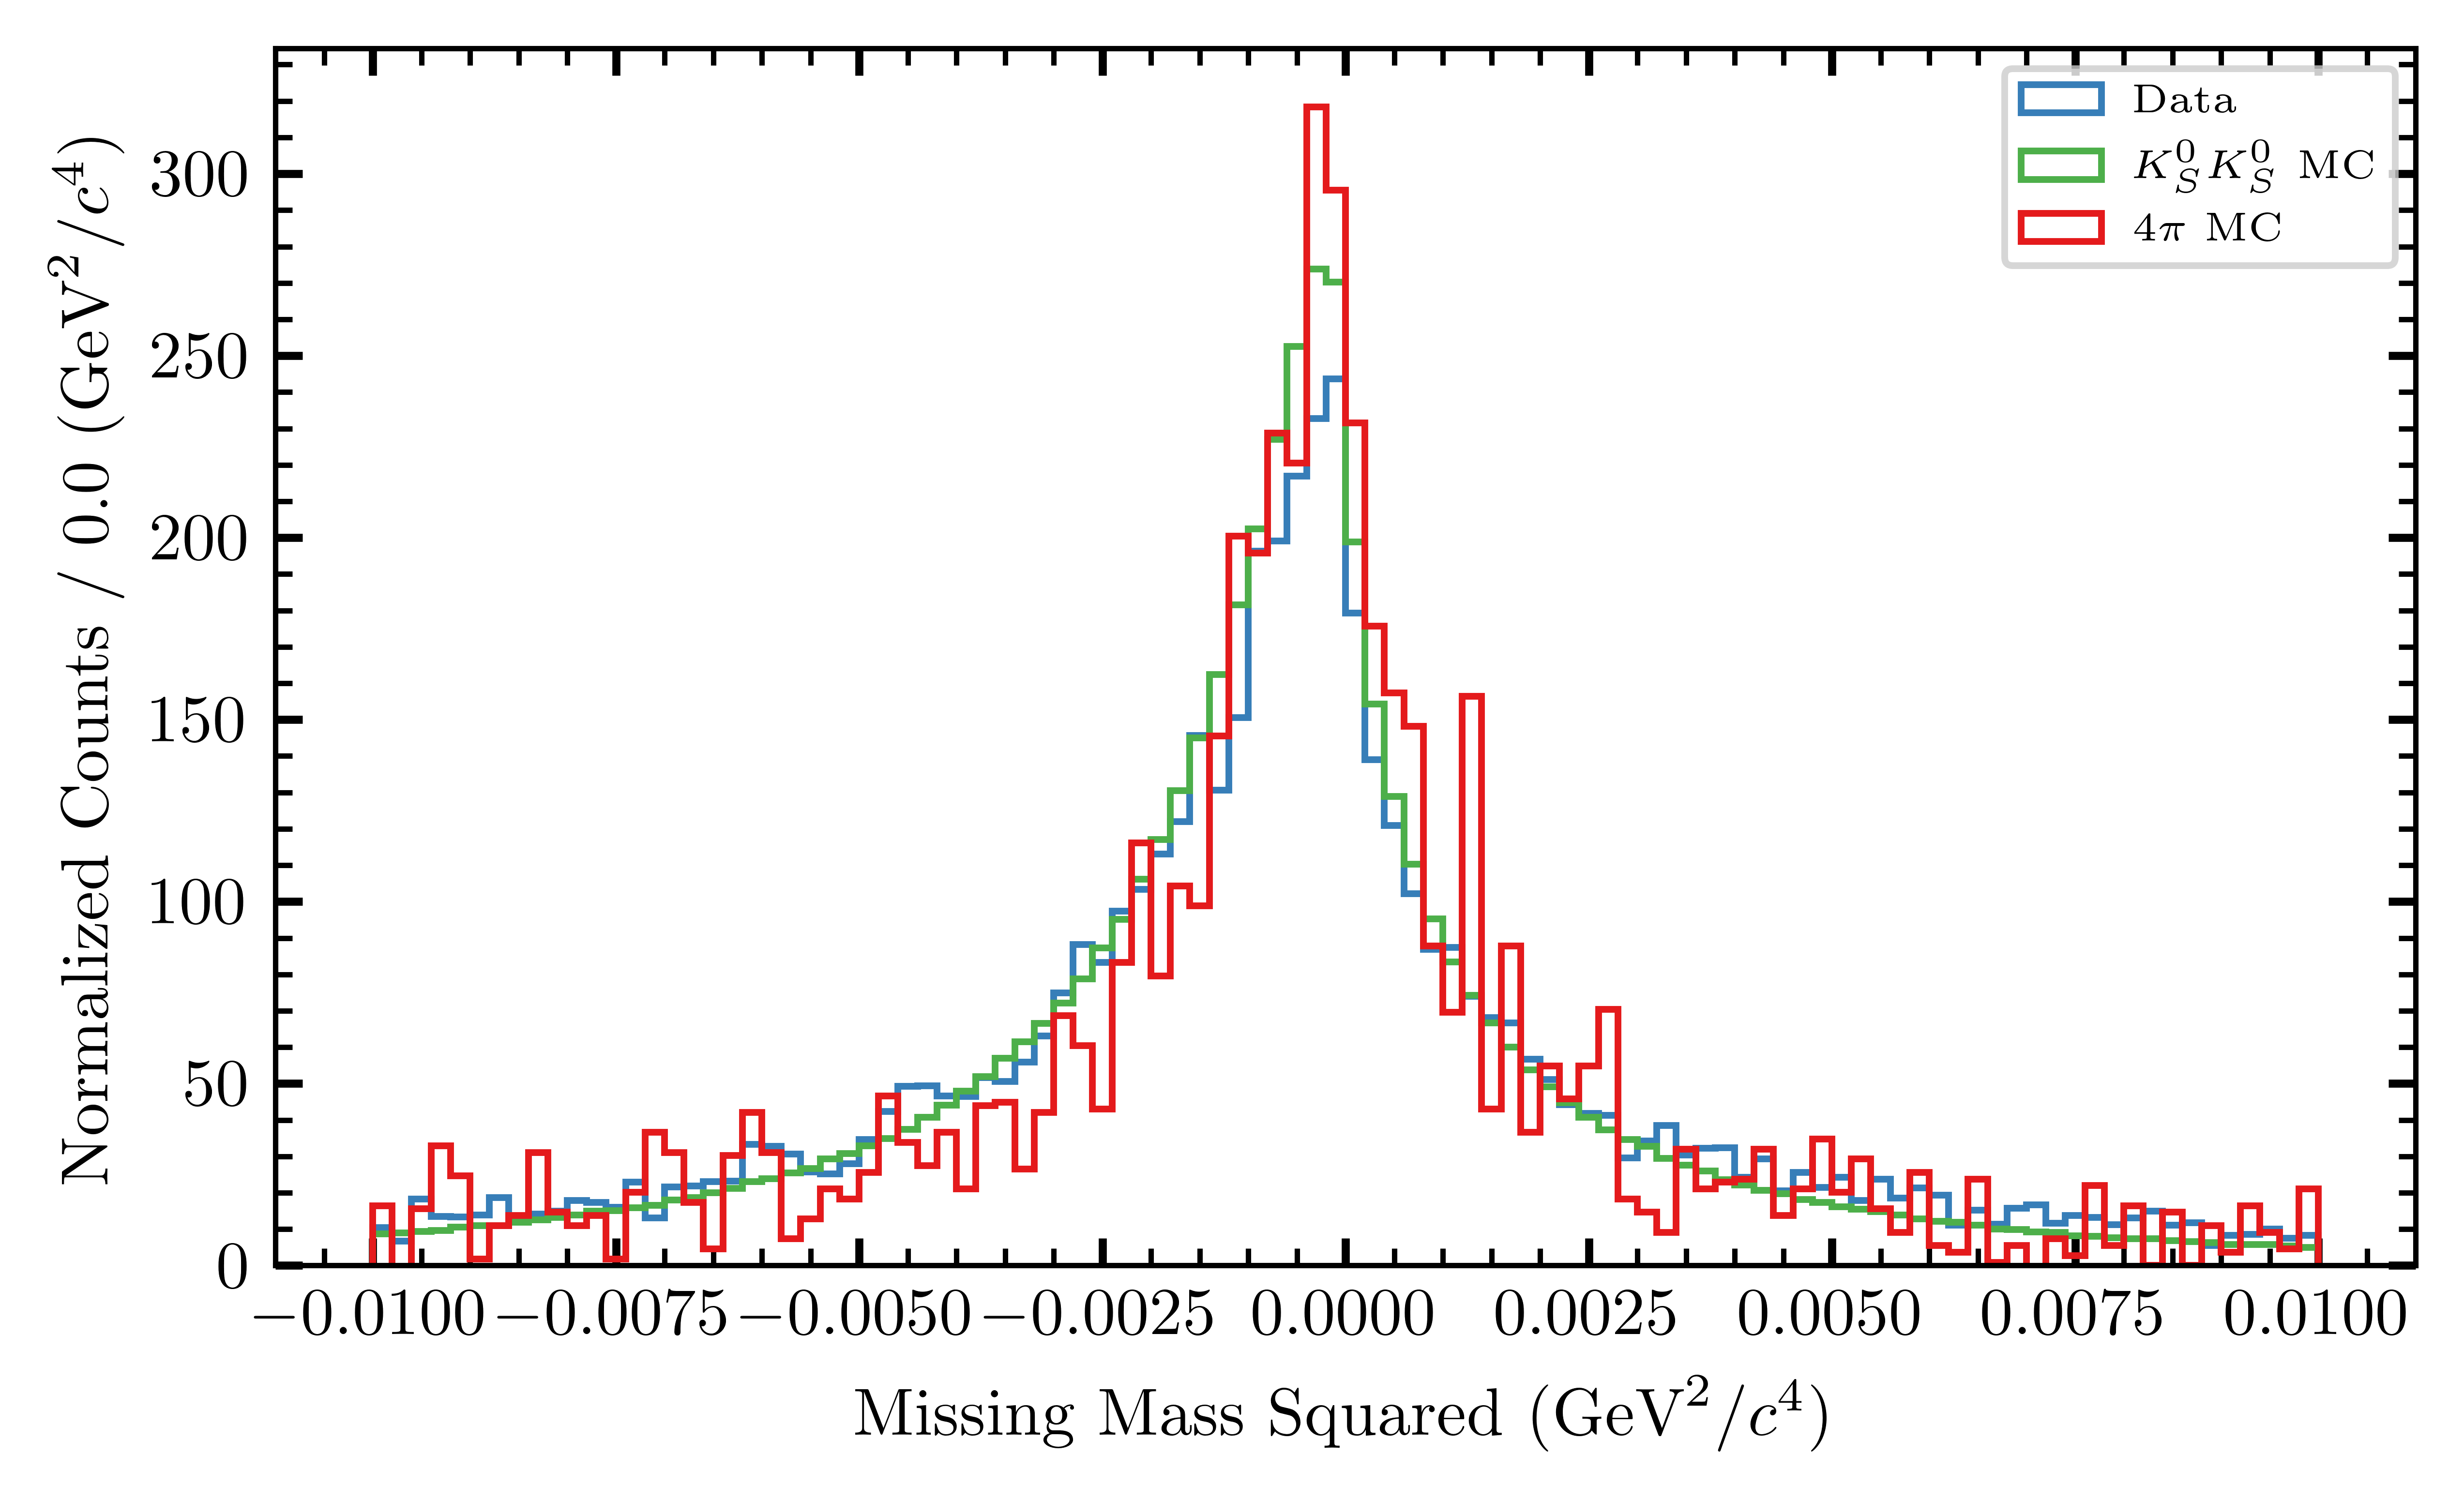 Normalized Counts / 0.0 (GeV²/c⁴)
300
250
200
150
100
50
0
Data
K_S^0 K_S^0 MC
4π MC
−0.0100 −0.0075 −0.0050 −0.0025 0.0000 0.0025 0.0050 0.0075 0.0100
Missing Mass Squared (GeV²/c⁴)